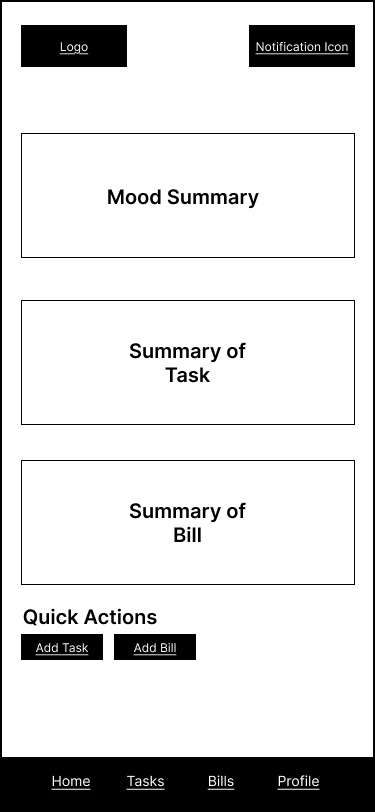 Logo
Notification Icon
Mood Summary
Summary of
Task
Summary of
Bill
Quick Actions
Add Task
Add Bill
Home
Tasks
Bills
Profile